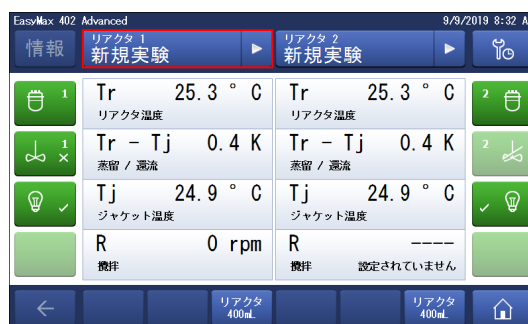 EasyMax 402 Advanced 9/9/2019 8:32 A
情報
リアクタ 1
新規実験
リアクタ 2
新規実験
1
Tr 25.3 ° C
リアクタ温度
Tr 25.3 ° C
リアクタ温度
2
1
Tr - Tj 0.4 K
蒸留 / 還流
Tr - Tj 0.4 K
蒸留 / 還流
2
Tj 24.9 ° C
ジャケット温度
Tj 24.9 ° C
ジャケット温度
R 0 rpm
攪拌
R ----
攪拌 設定されていません
リアクタ
400mL
リアクタ
400mL